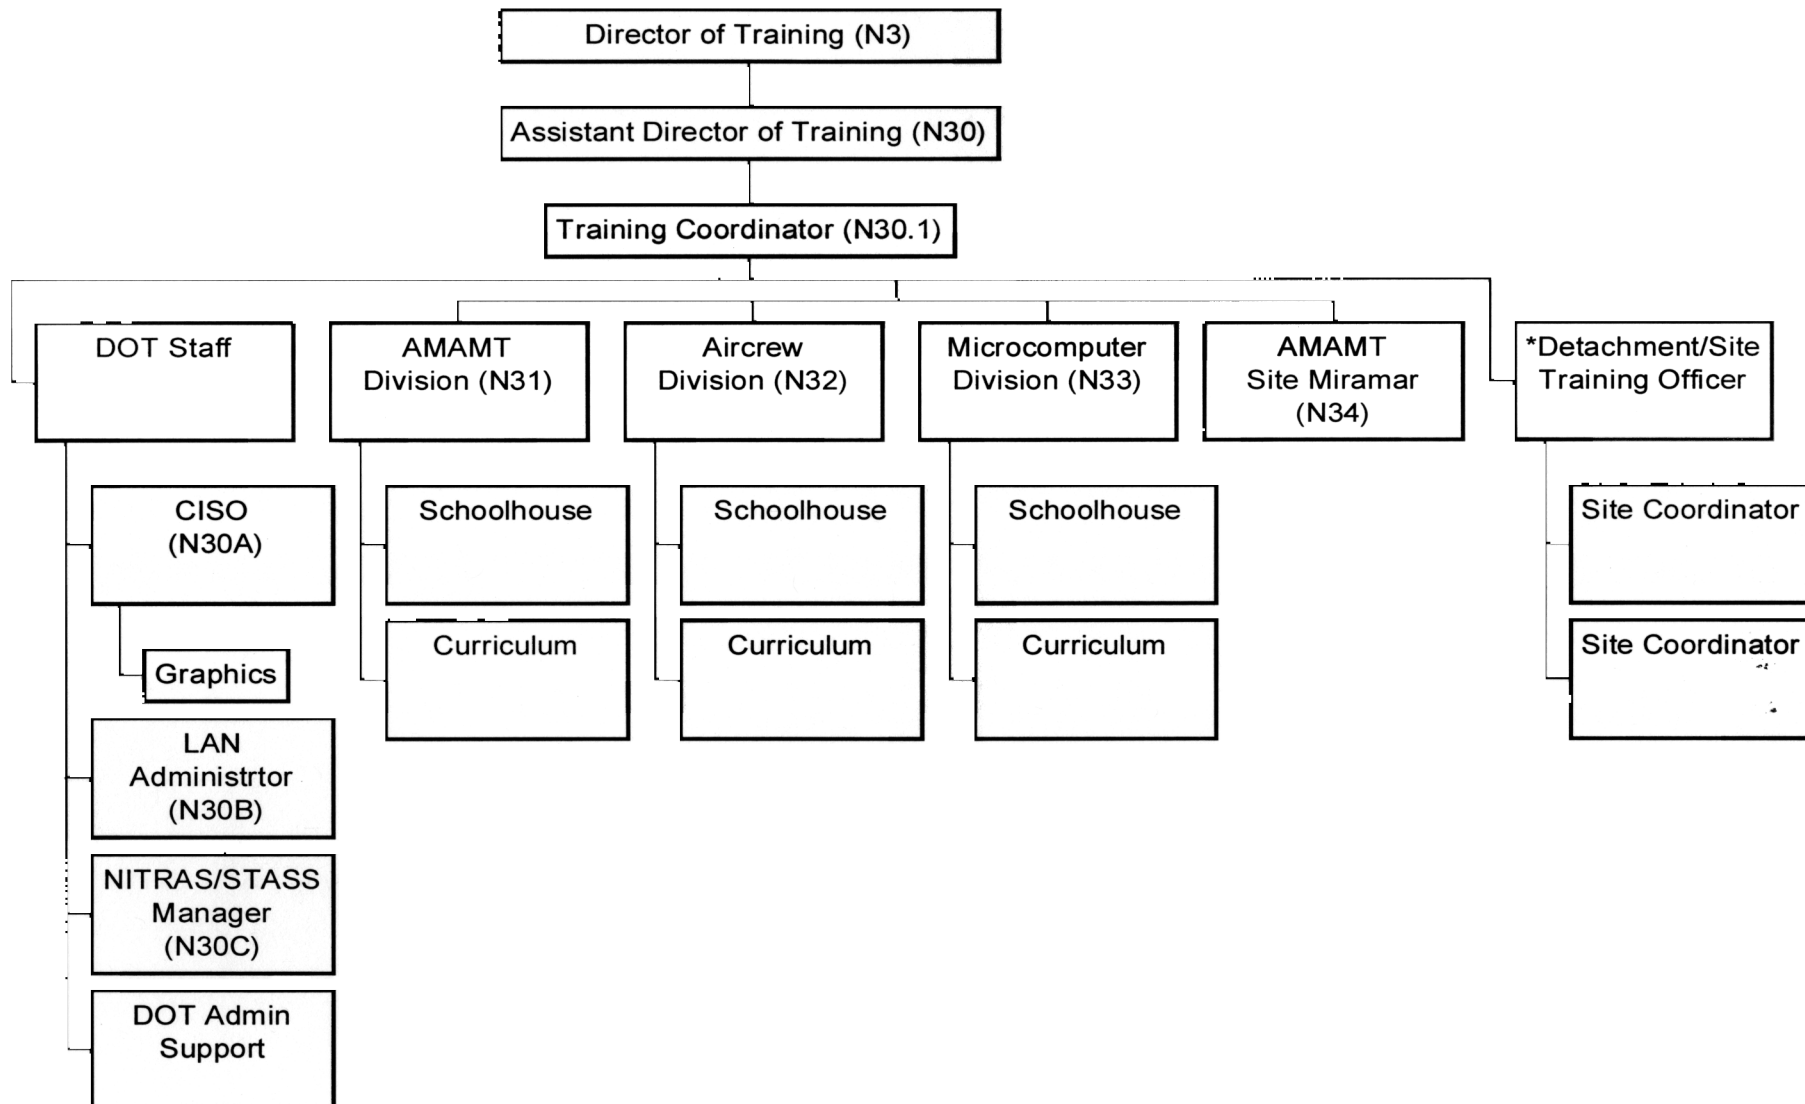 Director of Training (N3)
Assistant Director of Training (N30)
Training Coordinator (N30.1)
DOT Staff
AMAMT
Division (N31)
Aircrew
Division (N32)
Microcomputer
Division (N33)
AMAMT
Site Miramar
(N34)
*Detachment/Site
Training Officer
CISO
(N30A)
Schoolhouse
Schoolhouse
Schoolhouse
Site Coordinator
Graphics
Curriculum
Curriculum
Curriculum
Site Coordinator
LAN
Administrtor
(N30B)
NITRAS/STASS
Manager
(N30C)
DOT Admin
Support